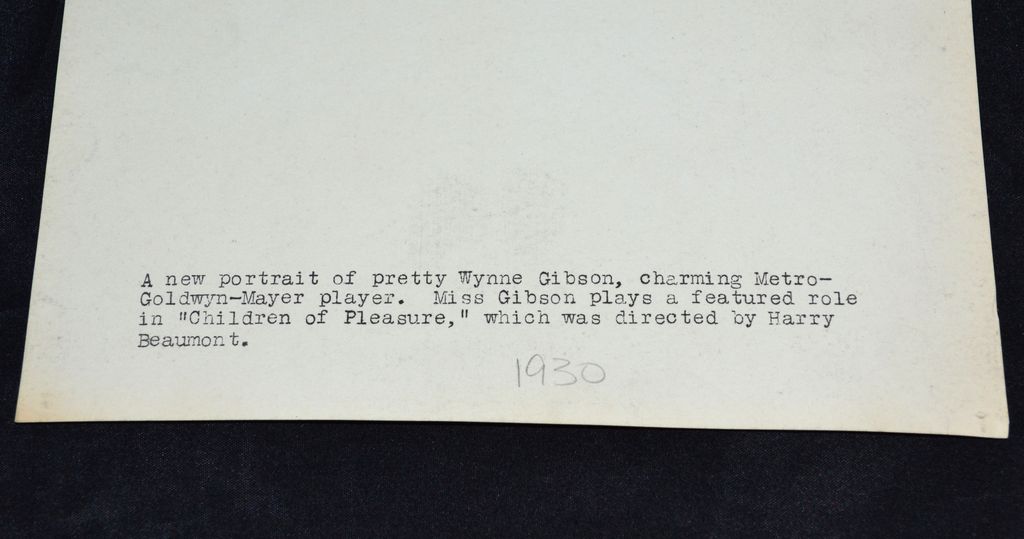 A new portrait of pretty Wynne Gibson, charming Metro-
Goldwyn-Mayer player. Miss Gibson plays a featured role
in "Children of Pleasure," which was directed by Harry
Beaumont.
1930